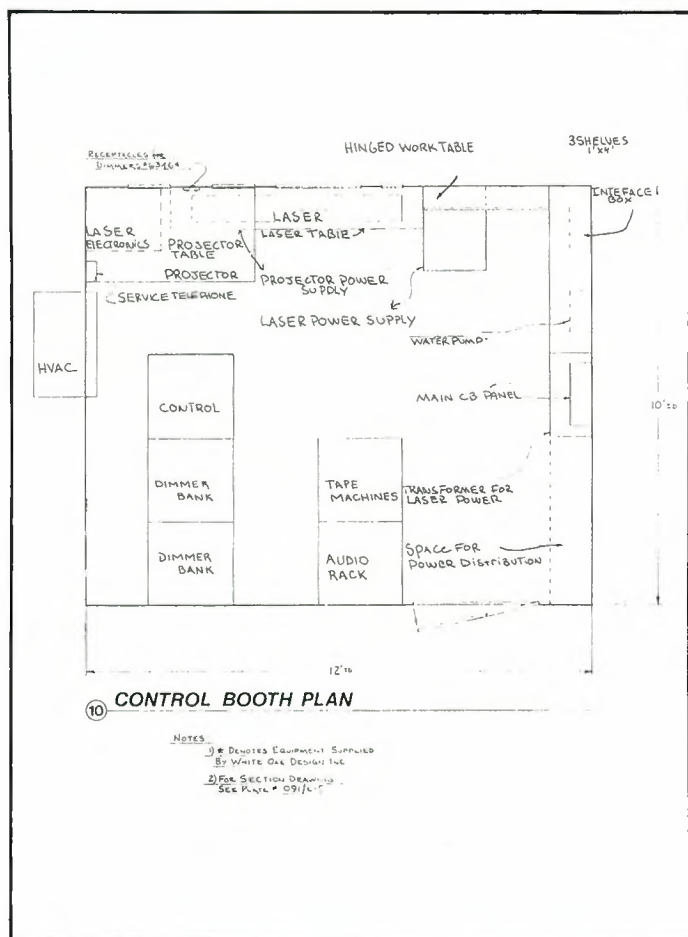 HINGED WORK TABLE
3 SHELVES
1'x4'
RECEPTACLES
INTEFACE
BOX
LASER
LASER TABLE
LASER
ELECTRONICS
PROJECTOR
TABLE
PROJECTOR
PROJECTOR POWER
SUPPLY
SERVICE TELEPHONE
LASER POWER SUPPLY
WATER PUMP
HVAC
CONTROL
MAIN CB PANEL
10'
DIMMER
BANK
TAPE
MACHINES
TRANSFORMER FOR
LASER POWER
DIMMER
BANK
AUDIO
RACK
SPACE FOR
POWER DISTRIBUTION
12'
10 CONTROL BOOTH PLAN
NOTES
1) * DENOTES EQUIPMENT SUPPLIED
BY WHITE OAK DESIGN INC
2) FOR SECTION DRAWING
SEE PLATE